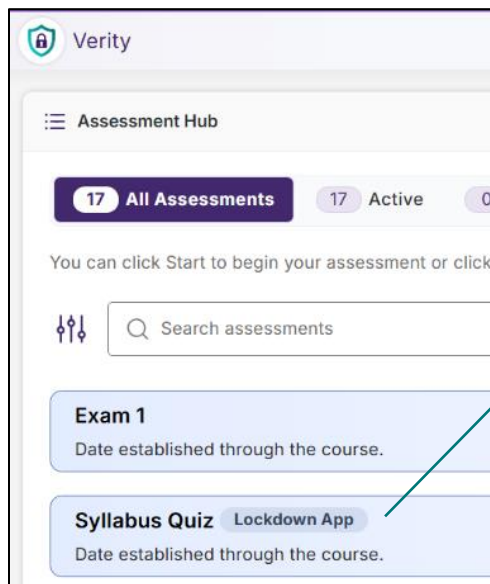 Verity
Assessment Hub
17 All Assessments 17 Active 0
You can click Start to begin your assessment or click
Search assessments
Exam 1
Date established through the course.
Syllabus Quiz Lockdown App
Date established through the course.